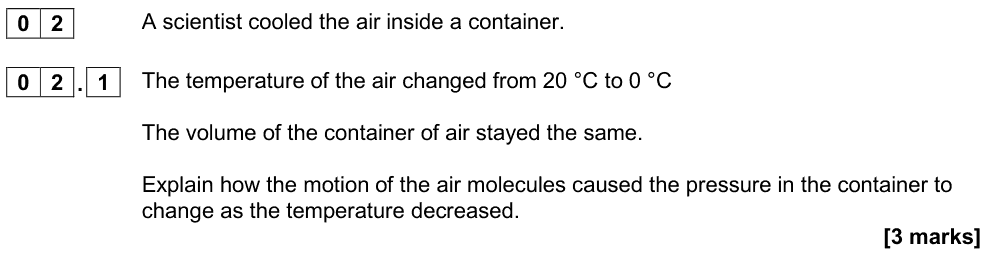 0 2 A scientist cooled the air inside a container.
0 2 . 1 The temperature of the air changed from 20 °C to 0 °C
The volume of the container of air stayed the same.
Explain how the motion of the air molecules caused the pressure in the container to
change as the temperature decreased.
[3 marks]